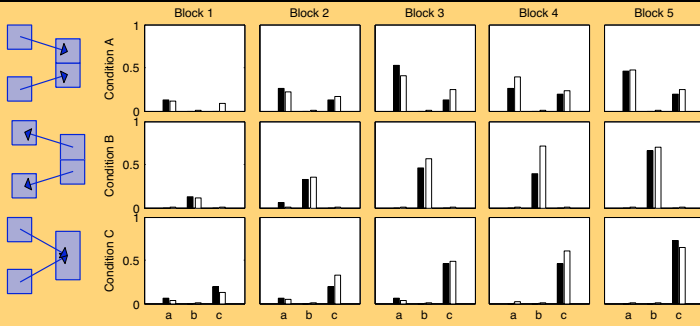 Block 1 Block 2 Block 3 Block 4 Block 5
Condition A
1
0.5
0
Condition B
1
0.5
0
Condition C
1
0.5
0
a b c a b c a b c a b c a b c